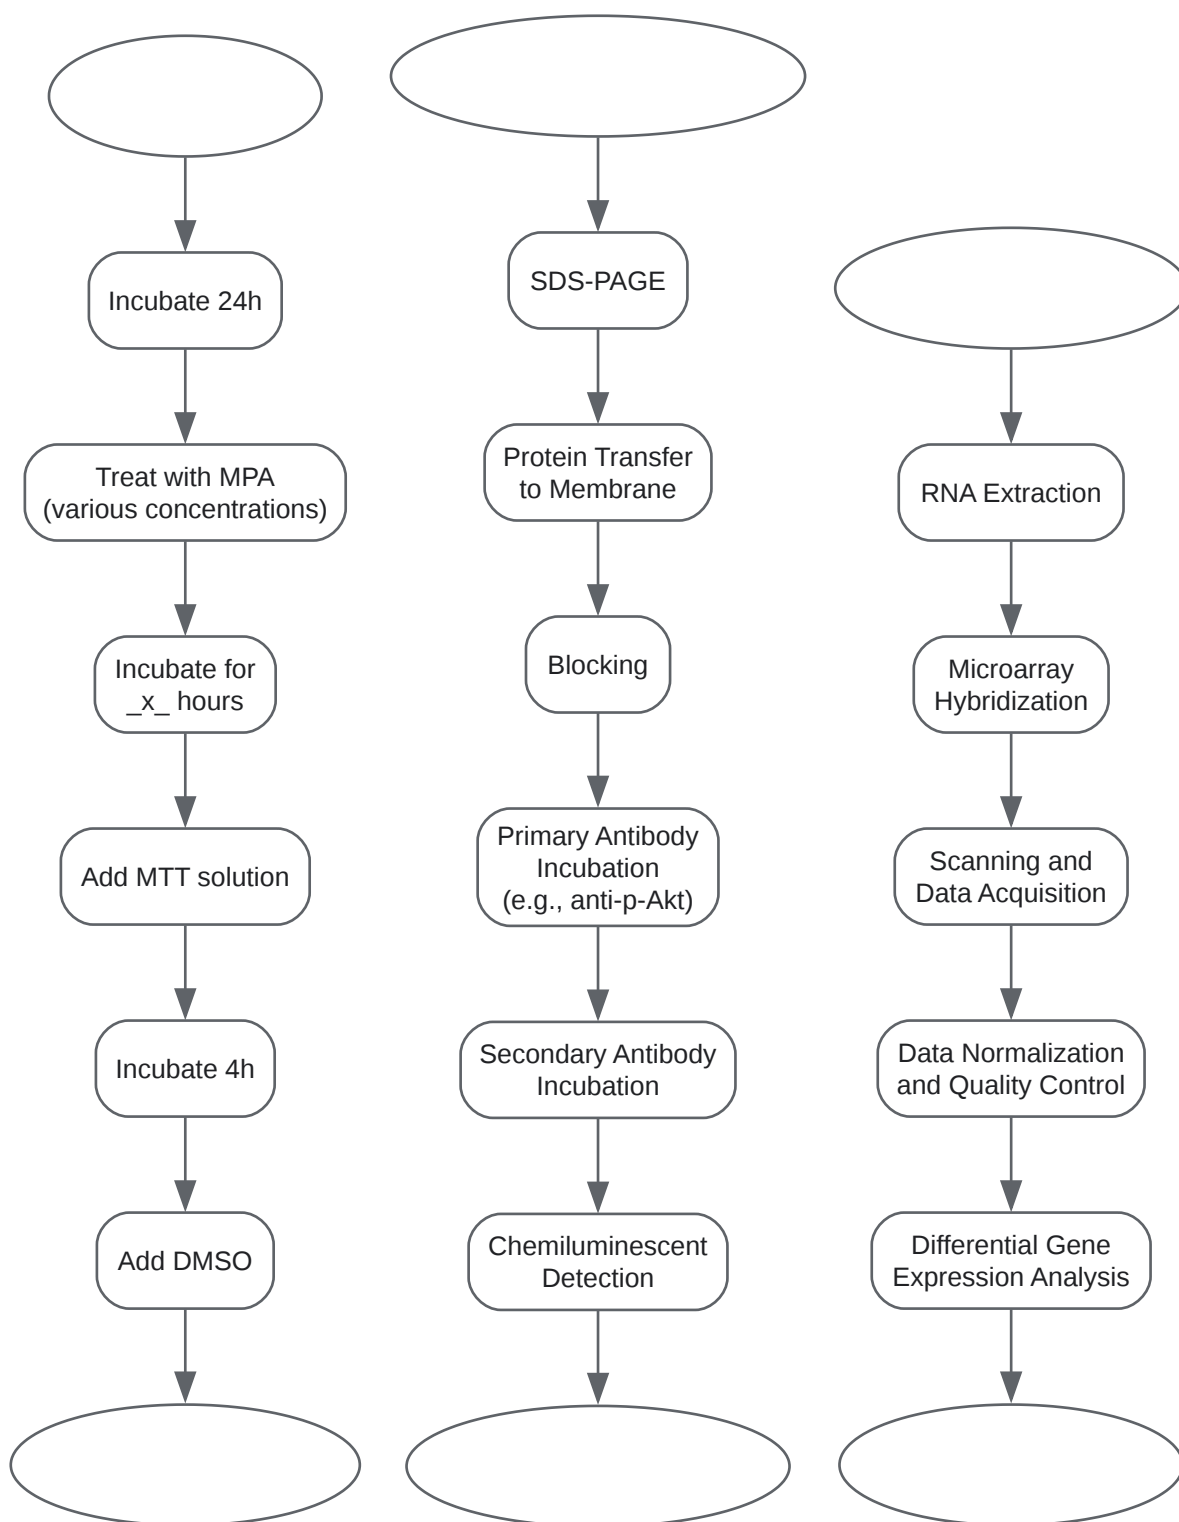 Incubate 24h
Treat with MPA
(various concentrations)
Incubate for
_x_ hours
Add MTT solution
Incubate 4h
Add DMSO
SDS-PAGE
Protein Transfer
to Membrane
Blocking
Primary Antibody
Incubation
(e.g., anti-p-Akt)
Secondary Antibody
Incubation
Chemiluminescent
Detection
RNA Extraction
Microarray
Hybridization
Scanning and
Data Acquisition
Data Normalization
and Quality Control
Differential Gene
Expression Analysis